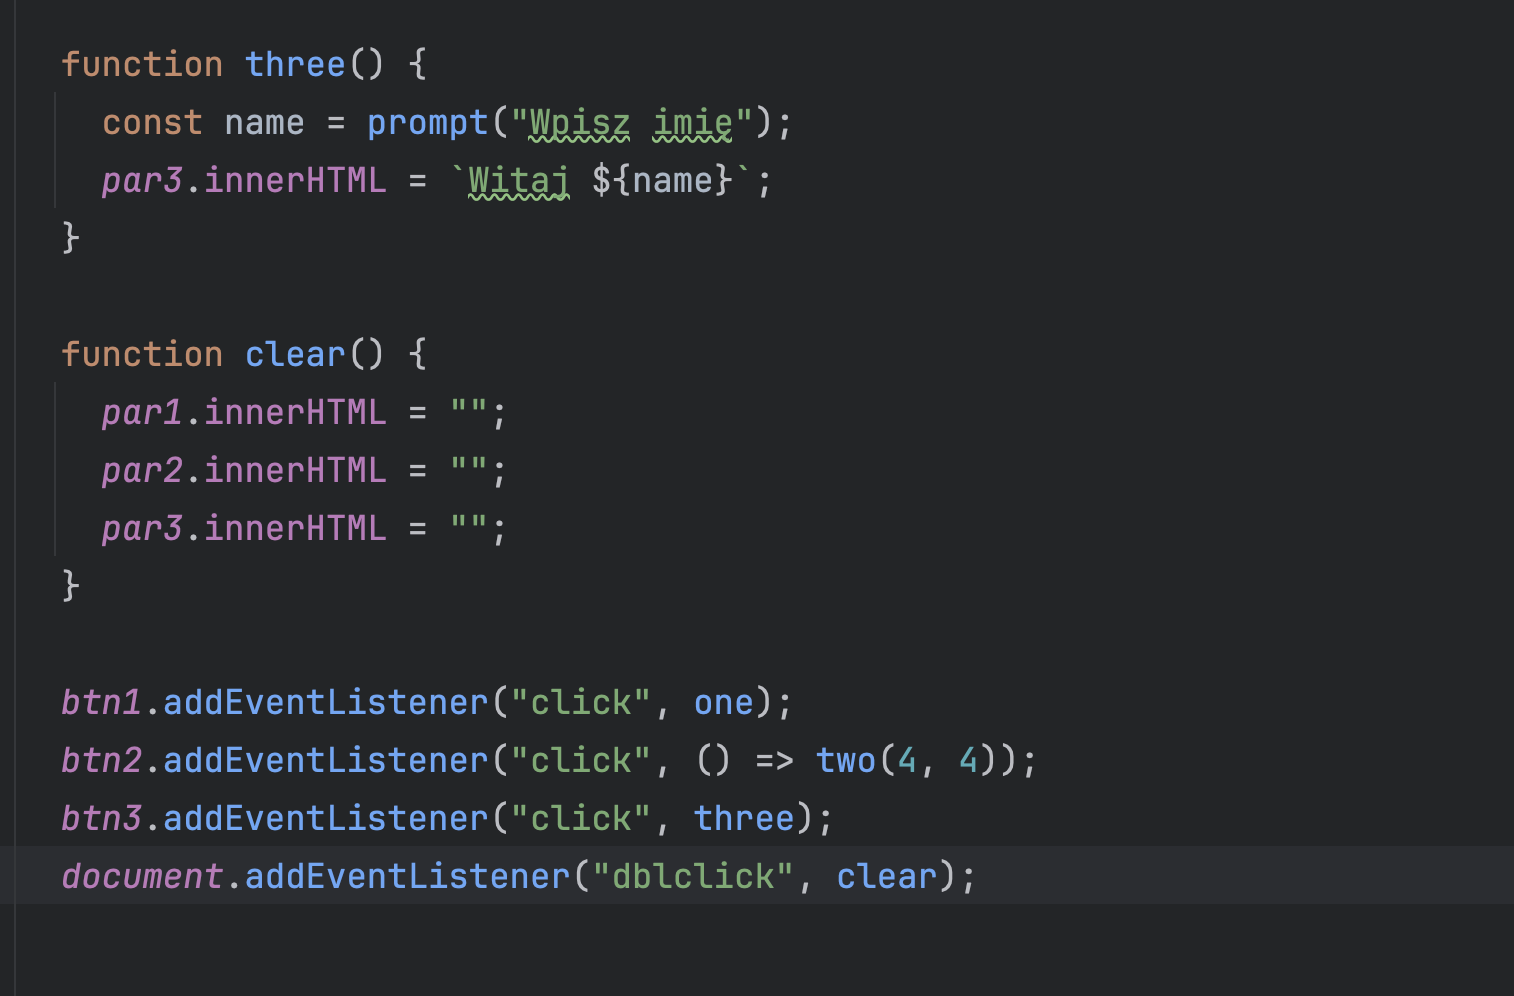 function three() {
  const name = prompt("Wpisz imię");
  par3.innerHTML = `Witaj ${name}`;
}
function clear() {
  par1.innerHTML = "";
  par2.innerHTML = "";
  par3.innerHTML = "";
}
btn1.addEventListener("click", one);
btn2.addEventListener("click", () => two(4, 4));
btn3.addEventListener("click", three);
document.addEventListener("dblclick", clear);